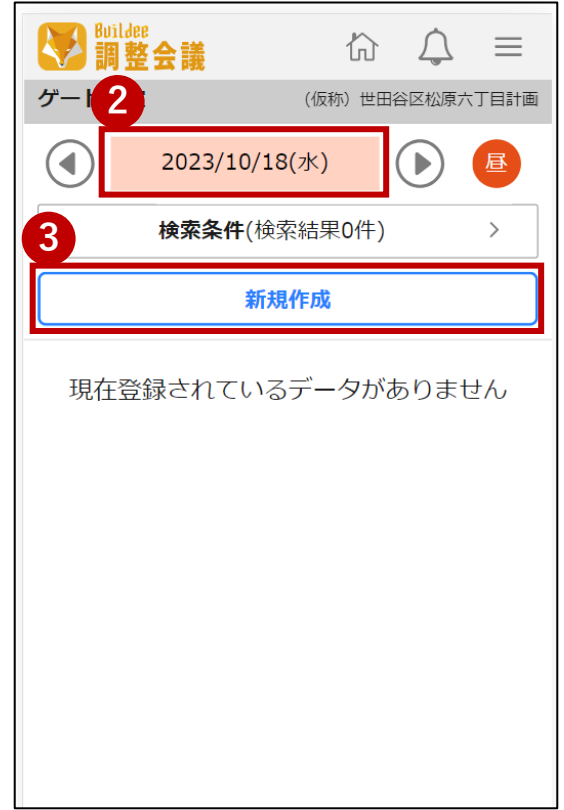 Buildee
調整会議
2
ゲート
(仮称) 世田谷区松原六丁目計画
2023/10/18(水)
昼
3
検索条件(検索結果0件)
新規作成
現在登録されているデータがありません